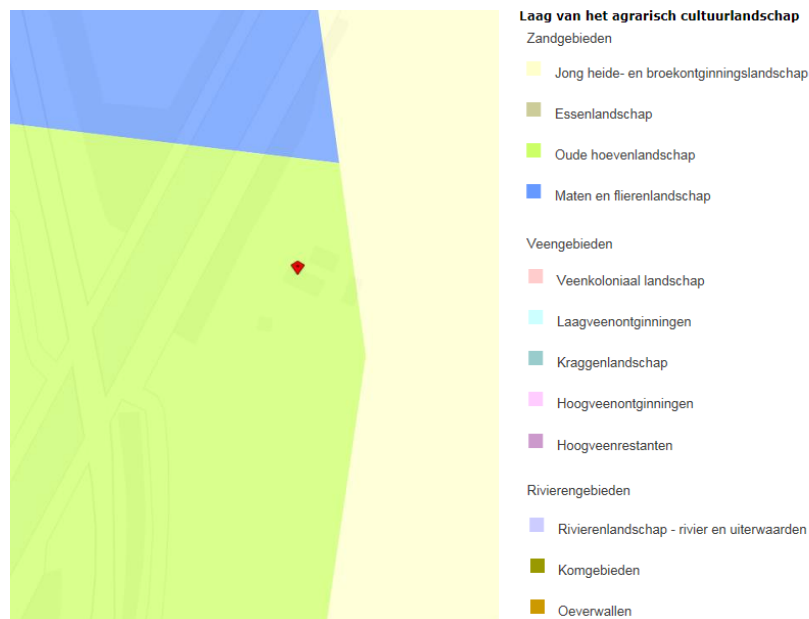 Laag van het agrarisch cultuurlandschap
Zandgebieden
Jong heide- en broekontginningslandschap
Essenlandschap
Oude hoevenlandschap
Maten en flierenlandschap
Veengebieden
Veenkoloniaal landschap
Laagveenontginningen
Kraggenlandschap
Hoogveenontginningen
Hoogveenrestanten
Rivierengebieden
Rivierenlandschap - rivier en uiterwaarden
Komgebieden
Oeverwallen